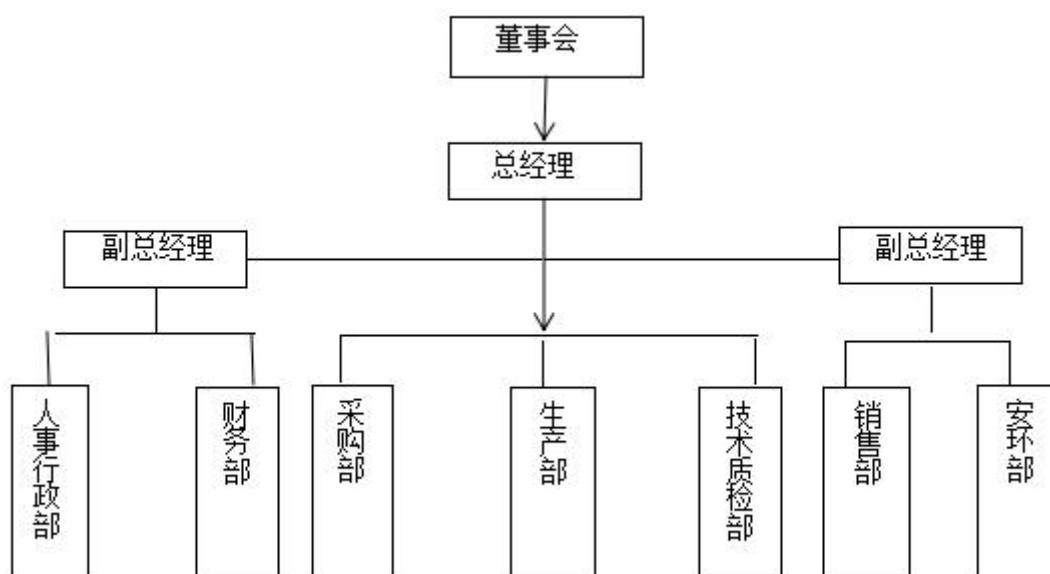 董事会
总经理
副总经理
副总经理
人事行政部
财务部
采购部
生产部
技术质检部
销售部
安环部